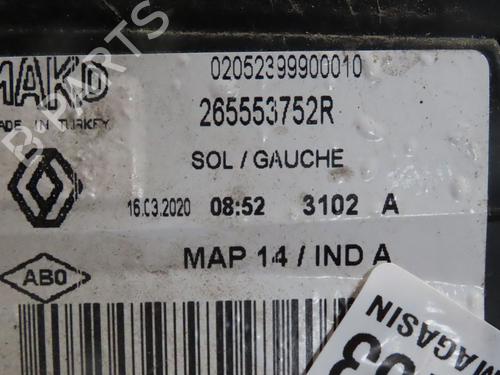 MAKO
02052399900010
MADE IN TURKEY
265553752R
SOL / GAUCHE
16.03.2020 08:52 3102 A
MAP 14 / IND A
ABO
MAGASIN
B-PARTS